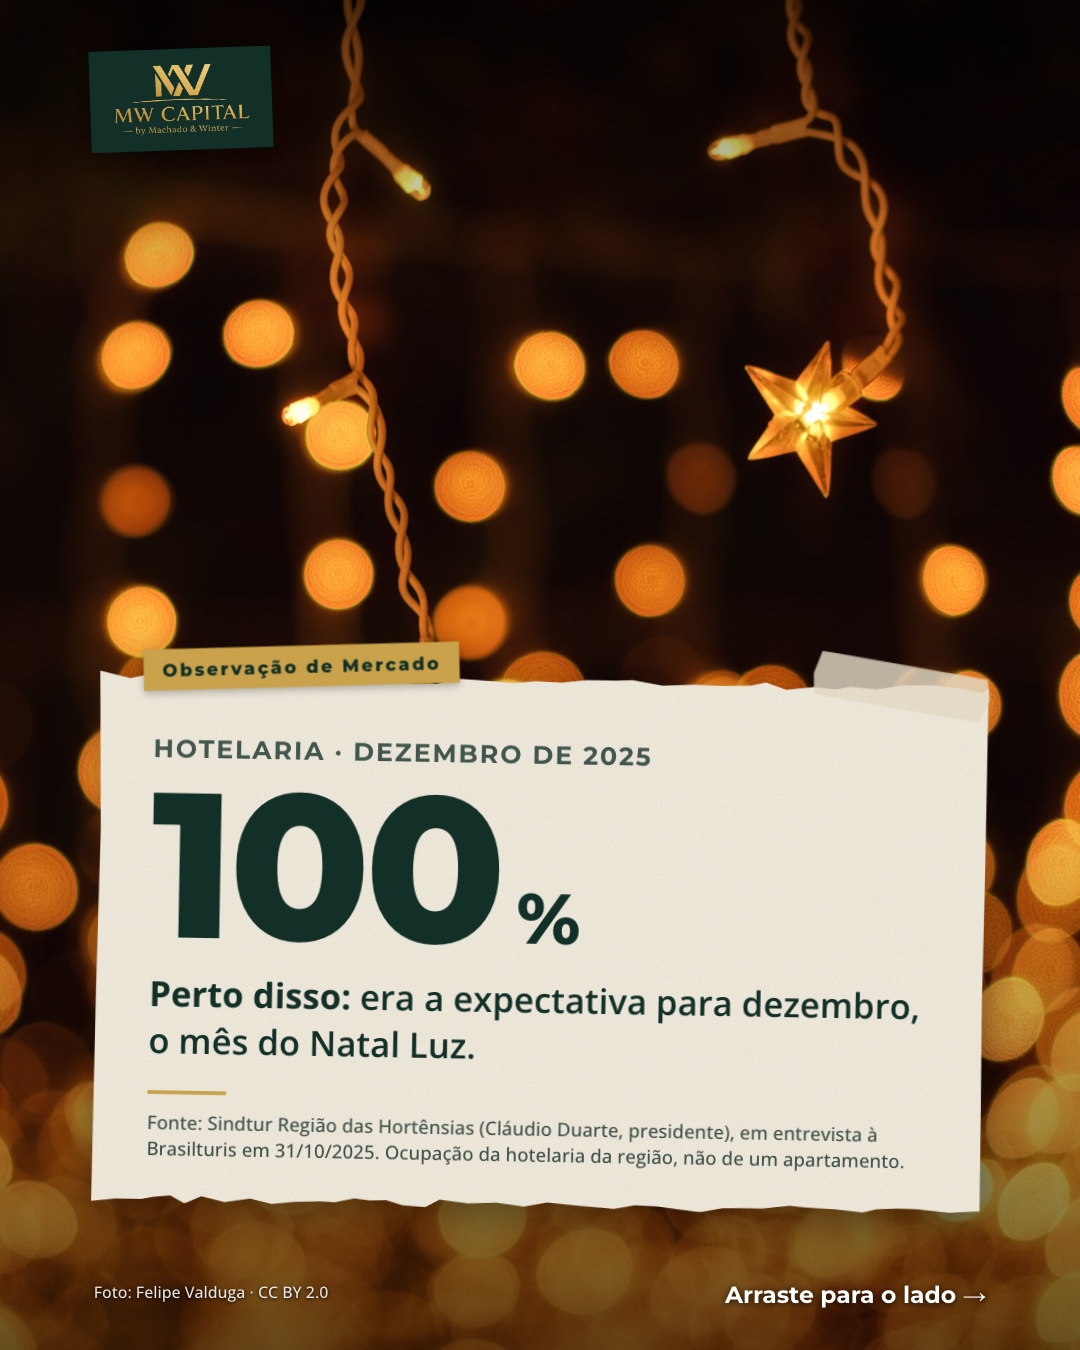 MW CAPITAL
by Machado & Winter
Observação de Mercado
HOTELARIA · DEZEMBRO DE 2025
100 %
Perto disso: era a expectativa para dezembro,
o mês do Natal Luz.
Fonte: Sindtur Região das Hortênsias (Cláudio Duarte, presidente), em entrevista à
Brasilturis em 31/10/2025. Ocupação da hotelaria da região, não de um apartamento.
Foto: Felipe Valduga · CC BY 2.0
Arraste para o lado →